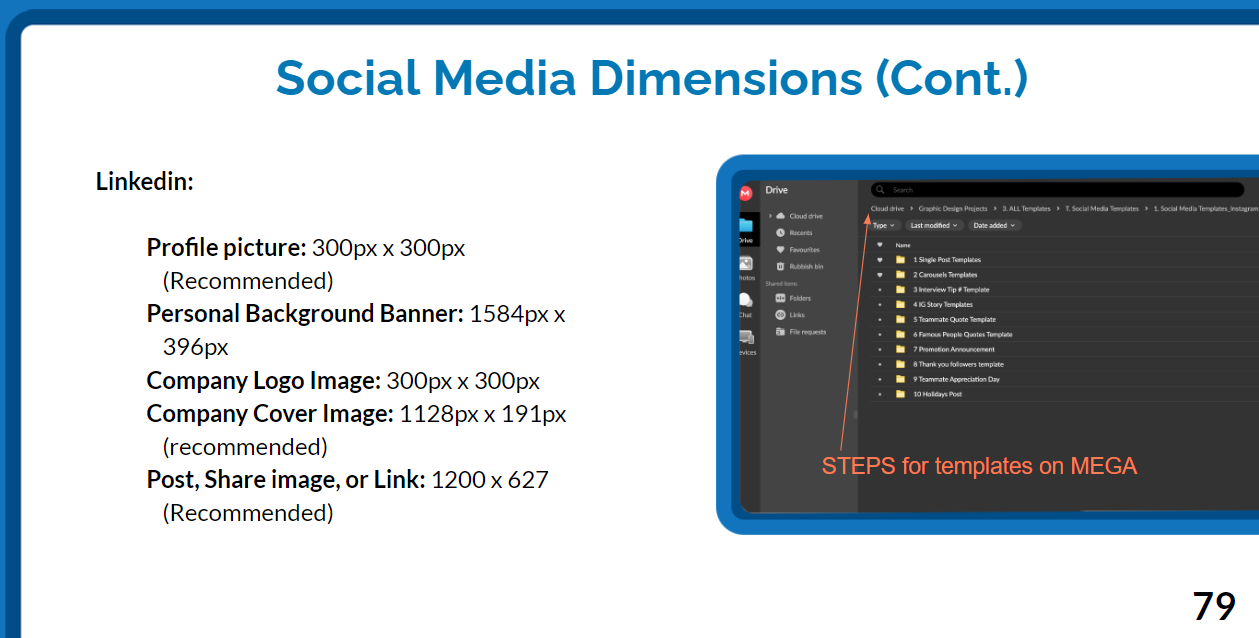 Social Media Dimensions (Cont.)
Linkedin:
Profile picture: 300px x 300px
(Recommended)
Personal Background Banner: 1584px x
396px
Company Logo Image: 300px x 300px
Company Cover Image: 1128px x 191px
(recommended)
Post, Share image, or Link: 1200 x 627
(Recommended)
Drive
Search
Cloud drive
Recents
Favourites
Rubbish bin
Shared items
Folders
Links
File requests
Drive
Chat
Cloud drive > Graphic Design Projects > 3. ALL Templates > T. Social Media Templates > 1. Social Media Templates_Instagram
Type Last modified Date added
Name
1 Single Post Templates
2 Carousels Templates
3 Interview Tip # Template
4 IG Story Templates
5 Teammate Quote Template
6 Famous People Quotes Template
7 Promotion Announcement
8 Thank you followers template
9 Teammate Appreciation Day
10 Holidays Post
STEPS for templates on MEGA
79